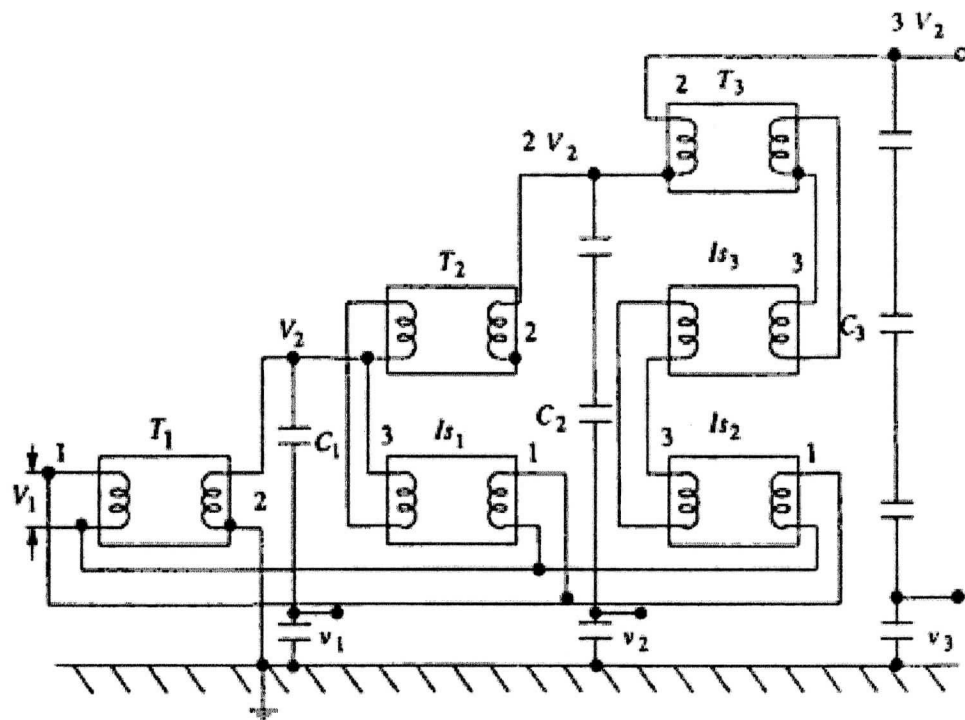 3 V₂
2 T₃
2 V₂
T₂ Is₃ 3
V₂ 2 C₃
T₁ C₁ 3 Is₁ 1 C₂ 3 Is₂ 1
1
V₁ 2
v₁ v₂ v₃